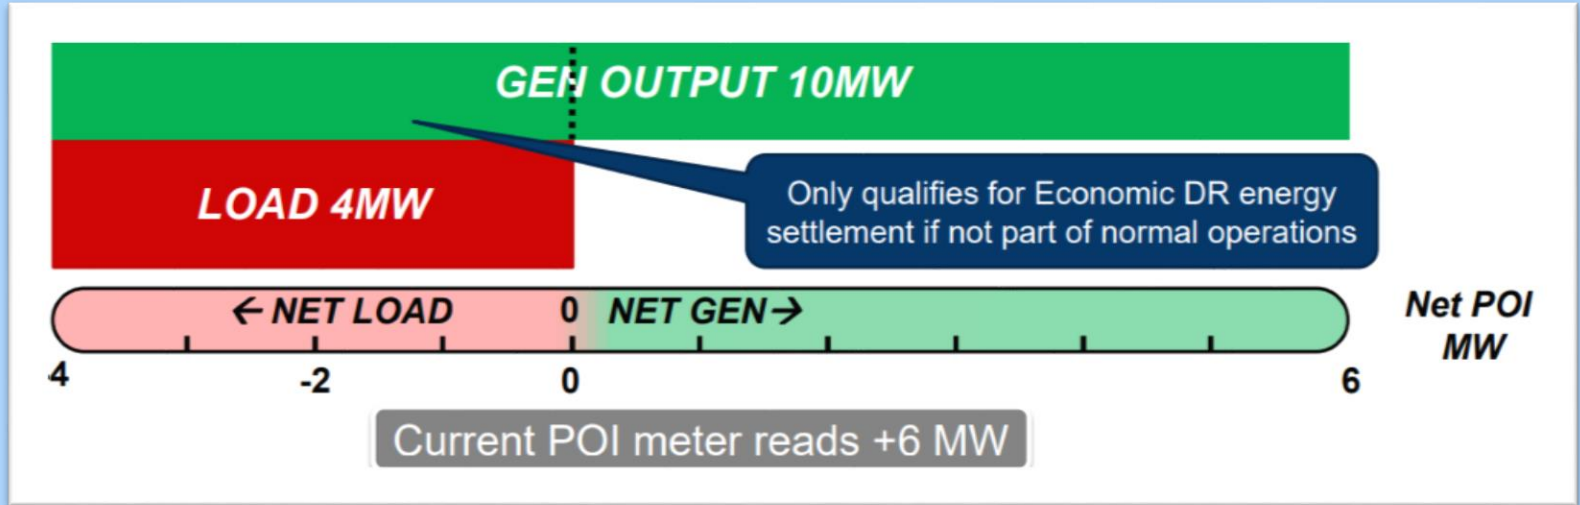 GEN OUTPUT 10MW
LOAD 4MW
Only qualifies for Economic DR energy
settlement if not part of normal operations
← NET LOAD 0 NET GEN→
Net POI
MW
-4 -2 0 6
Current POI meter reads +6 MW